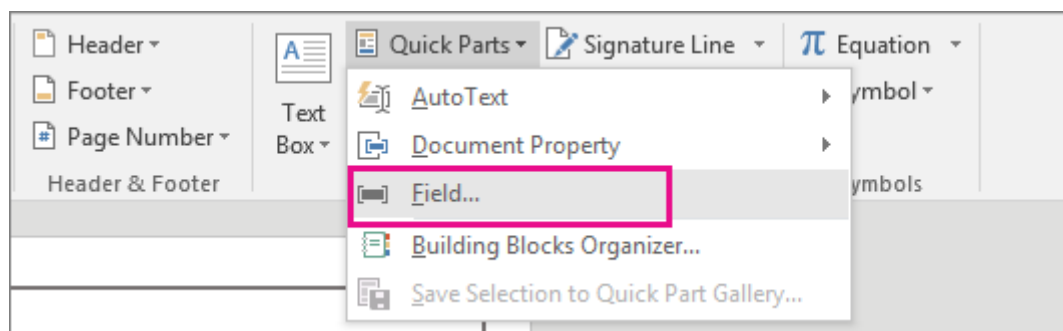 Header
Footer
Page Number
Header & Footer
A
Text
Box
Quick Parts
Signature Line
π Equation
ymbol
ymbols
AutoText
Document Property
Field...
Building Blocks Organizer...
Save Selection to Quick Part Gallery...
#